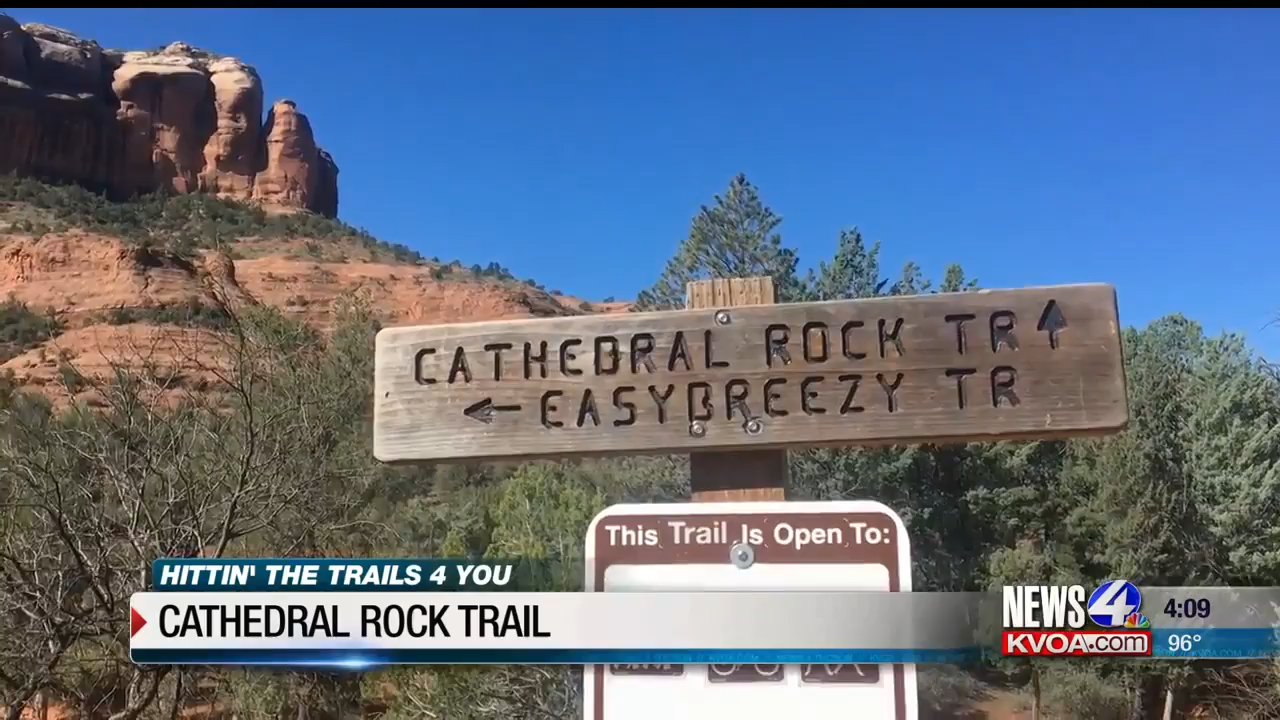 CATHEDRAL ROCK TR
EASYBREEZY TR
This Trail Is Open To:
HITTIN' THE TRAILS 4 YOU
CATHEDRAL ROCK TRAIL
NEWS 4
4:09
KVOA.com
96°